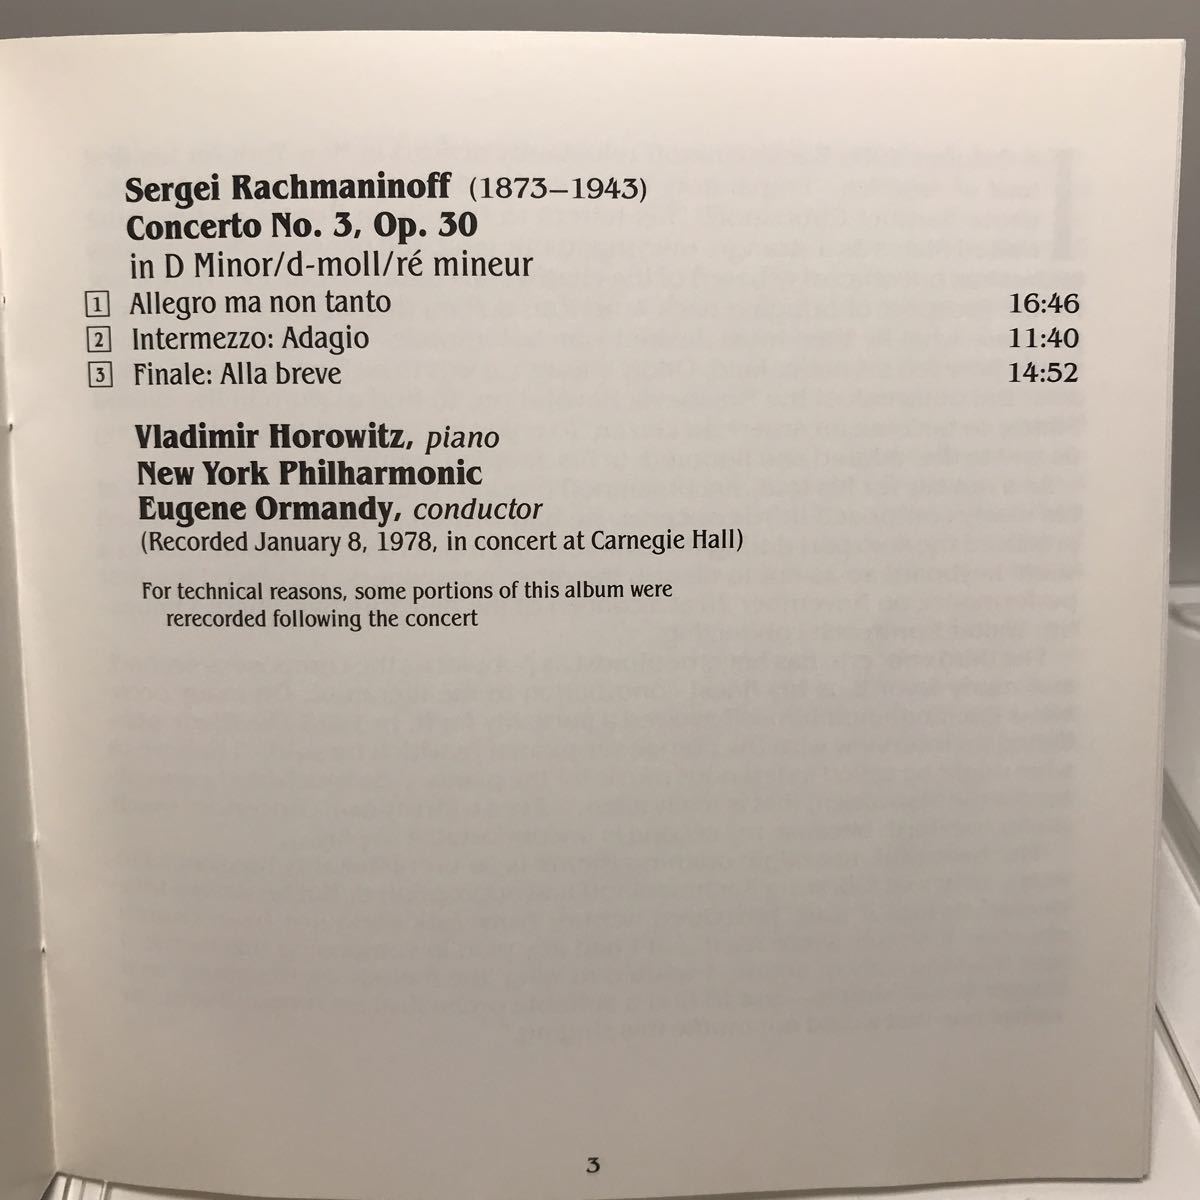 Sergei Rachmaninoff (1873–1943)
Concerto No. 3, Op. 30
in D Minor/d-moll/ré mineur
1 Allegro ma non tanto 16:46
2 Intermezzo: Adagio 11:40
3 Finale: Alla breve 14:52
Vladimir Horowitz, piano
New York Philharmonic
Eugene Ormandy, conductor
(Recorded January 8, 1978, in concert at Carnegie Hall)
For technical reasons, some portions of this album were
rerecorded following the concert
3